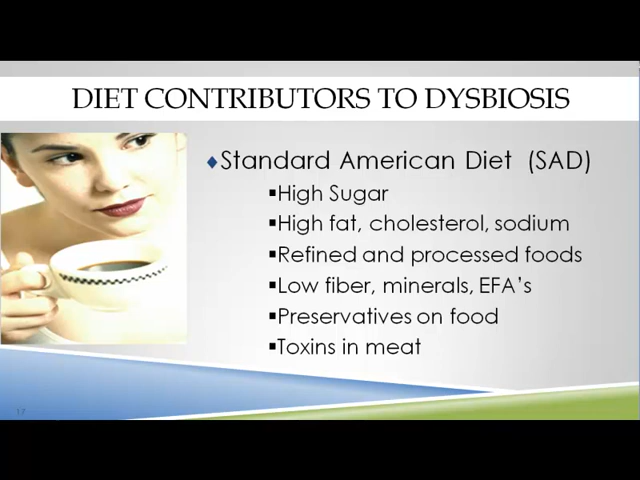 DIET CONTRIBUTORS TO DYSBIOSIS
♦Standard American Diet (SAD)
▪High Sugar
▪High fat, cholesterol, sodium
▪Refined and processed foods
▪Low fiber, minerals, EFA's
▪Preservatives on food
▪Toxins in meat
17